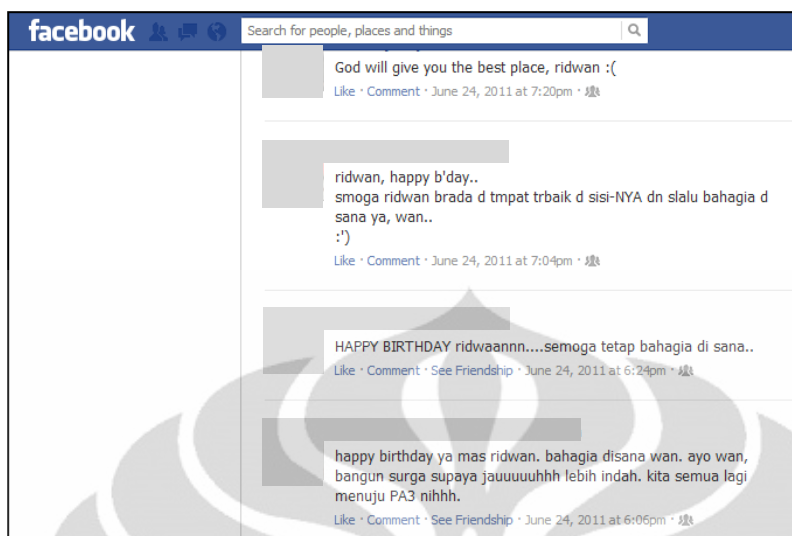 facebook
Search for people, places and things
God will give you the best place, ridwan :(
Like · Comment · June 24, 2011 at 7:20pm ·
ridwan, happy b'day..
smoga ridwan brada d tmpat trbaik d sisi-NYA dn slalu bahagia d
sana ya, wan..
:')
Like · Comment · June 24, 2011 at 7:04pm ·
HAPPY BIRTHDAY ridwaannn....semoga tetap bahagia di sana..
Like · Comment · See Friendship · June 24, 2011 at 6:24pm ·
happy birthday ya mas ridwan. bahagia disana wan. ayo wan,
bangun surga supaya jauuuuuhhh lebih indah. kita semua lagi
menuju PA3 nihhh.
Like · Comment · See Friendship · June 24, 2011 at 6:06pm ·